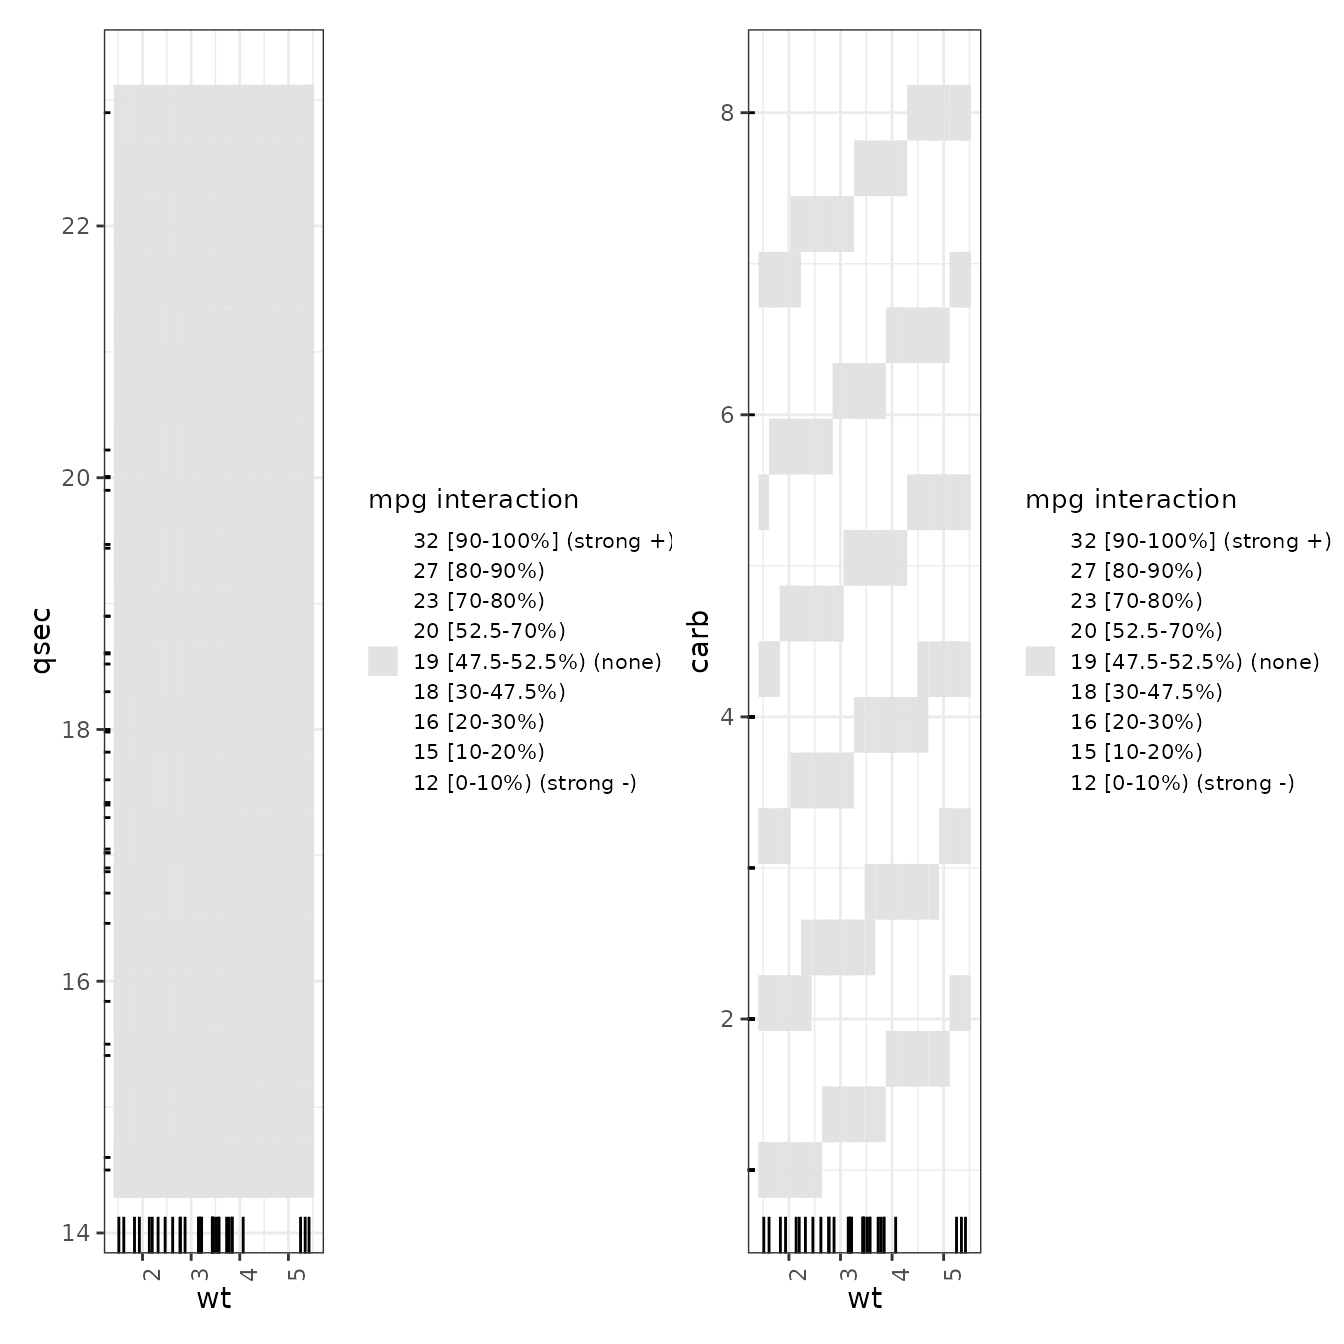 22
20
18
16
14
qsec
2
3
4
5
wt
mpg interaction
32 [90-100%] (strong +)
27 [80-90%)
23 [70-80%)
20 [52.5-70%)
19 [47.5-52.5%) (none)
18 [30-47.5%)
16 [20-30%)
15 [10-20%)
12 [0-10%) (strong -)
8
6
4
2
carb
2
3
4
5
wt
mpg interaction
32 [90-100%] (strong +)
27 [80-90%)
23 [70-80%)
20 [52.5-70%)
19 [47.5-52.5%) (none)
18 [30-47.5%)
16 [20-30%)
15 [10-20%)
12 [0-10%) (strong -)